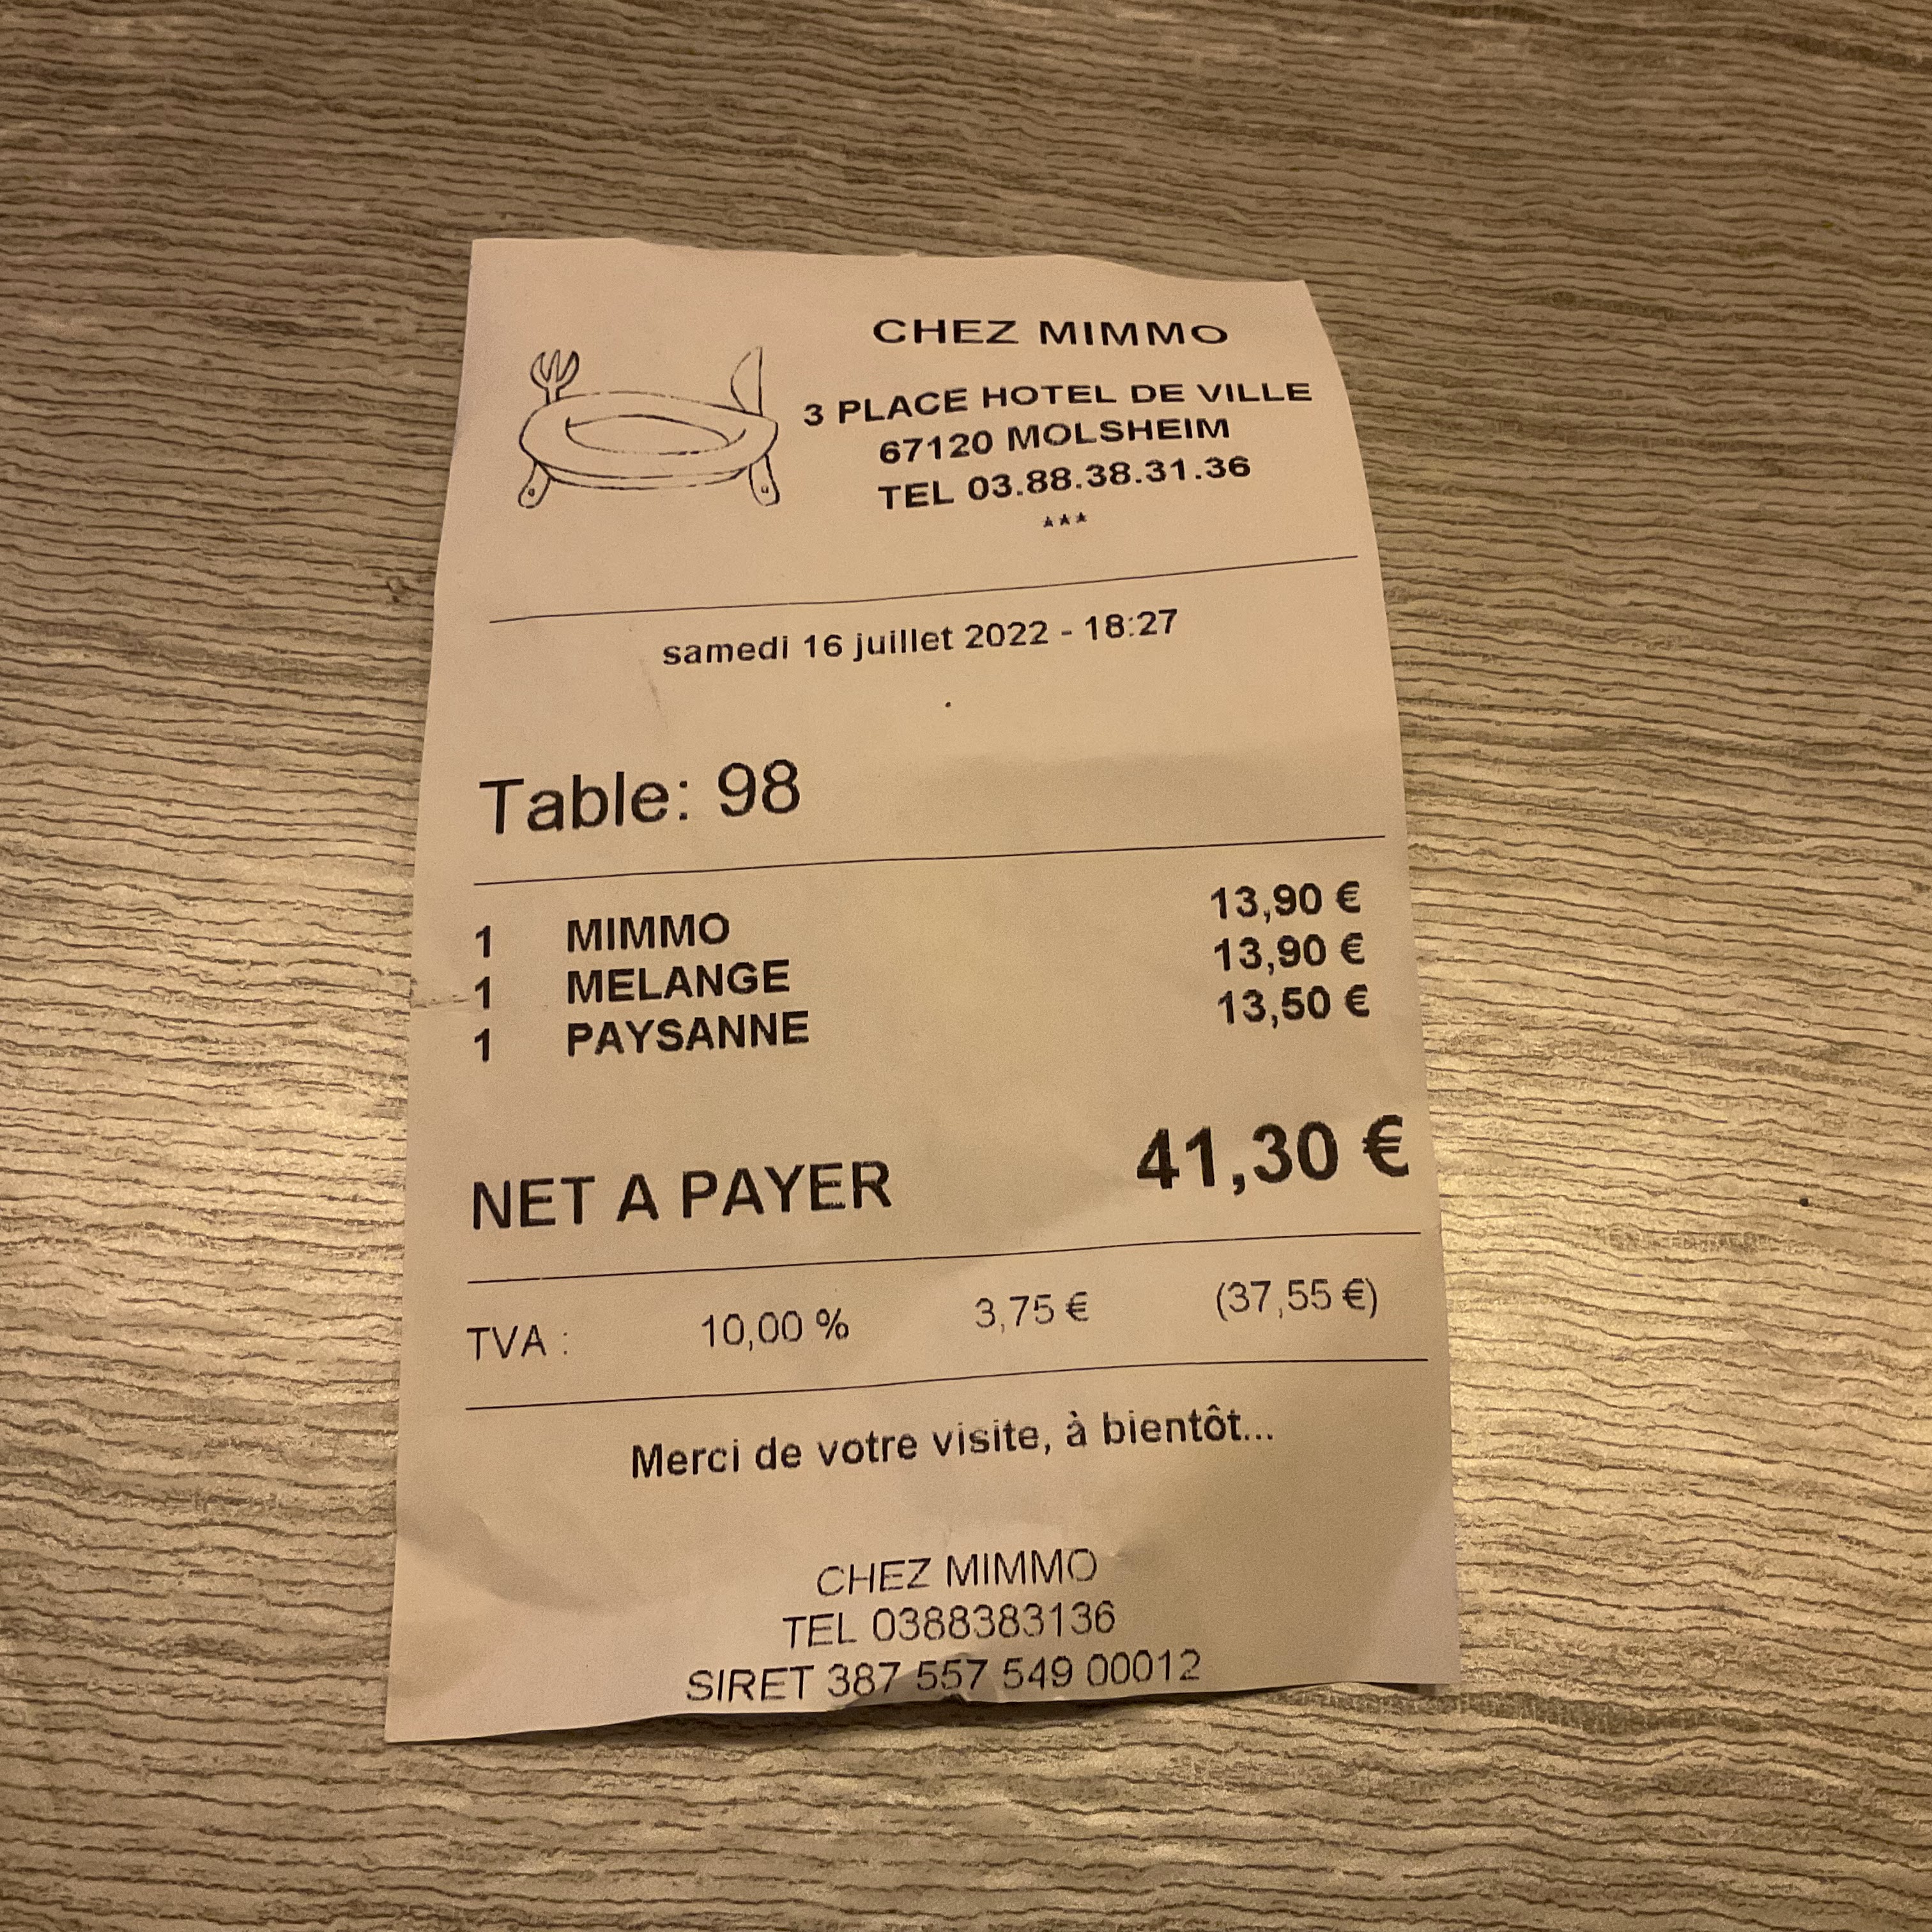 CHEZ MIMMO
3 PLACE HOTEL DE VILLE
67120 MOLSHEIM
TEL 03.88.38.31.36
***
samedi 16 juillet 2022 - 18:27
Table: 98
1 MIMMO 13,90 €
1 MELANGE 13,90 €
1 PAYSANNE 13,50 €
NET A PAYER 41,30 €
TVA : 10,00 % 3,75 € (37,55 €)
Merci de votre visite, à bientôt...
CHEZ MIMMO
TEL 0388383136
SIRET 387 557 549 00012